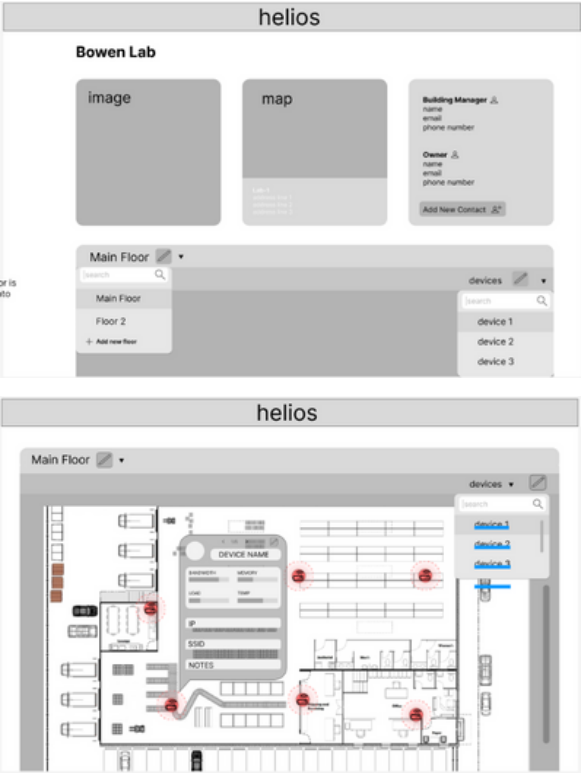 helios
Bowen Lab
image
map
Building Manager
name
email
phone number
Owner
name
email
phone number
Add New Contact
Main Floor
search
Main Floor
Floor 2
+ Add new floor
devices
search
device 1
device 2
device 3
helios
Main Floor
devices
search
device 1
device 2
device 3
DEVICE NAME
BANDWIDTH
MEMORY
LOAD
TEMP
IP
SSID
NOTES
Office